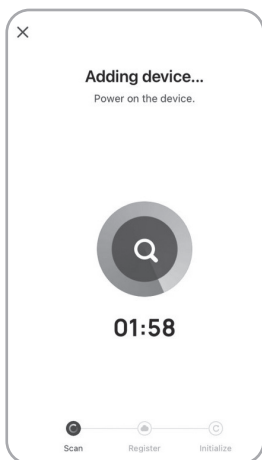 Adding device...
Power on the device.
01:58
Scan Register Initialize